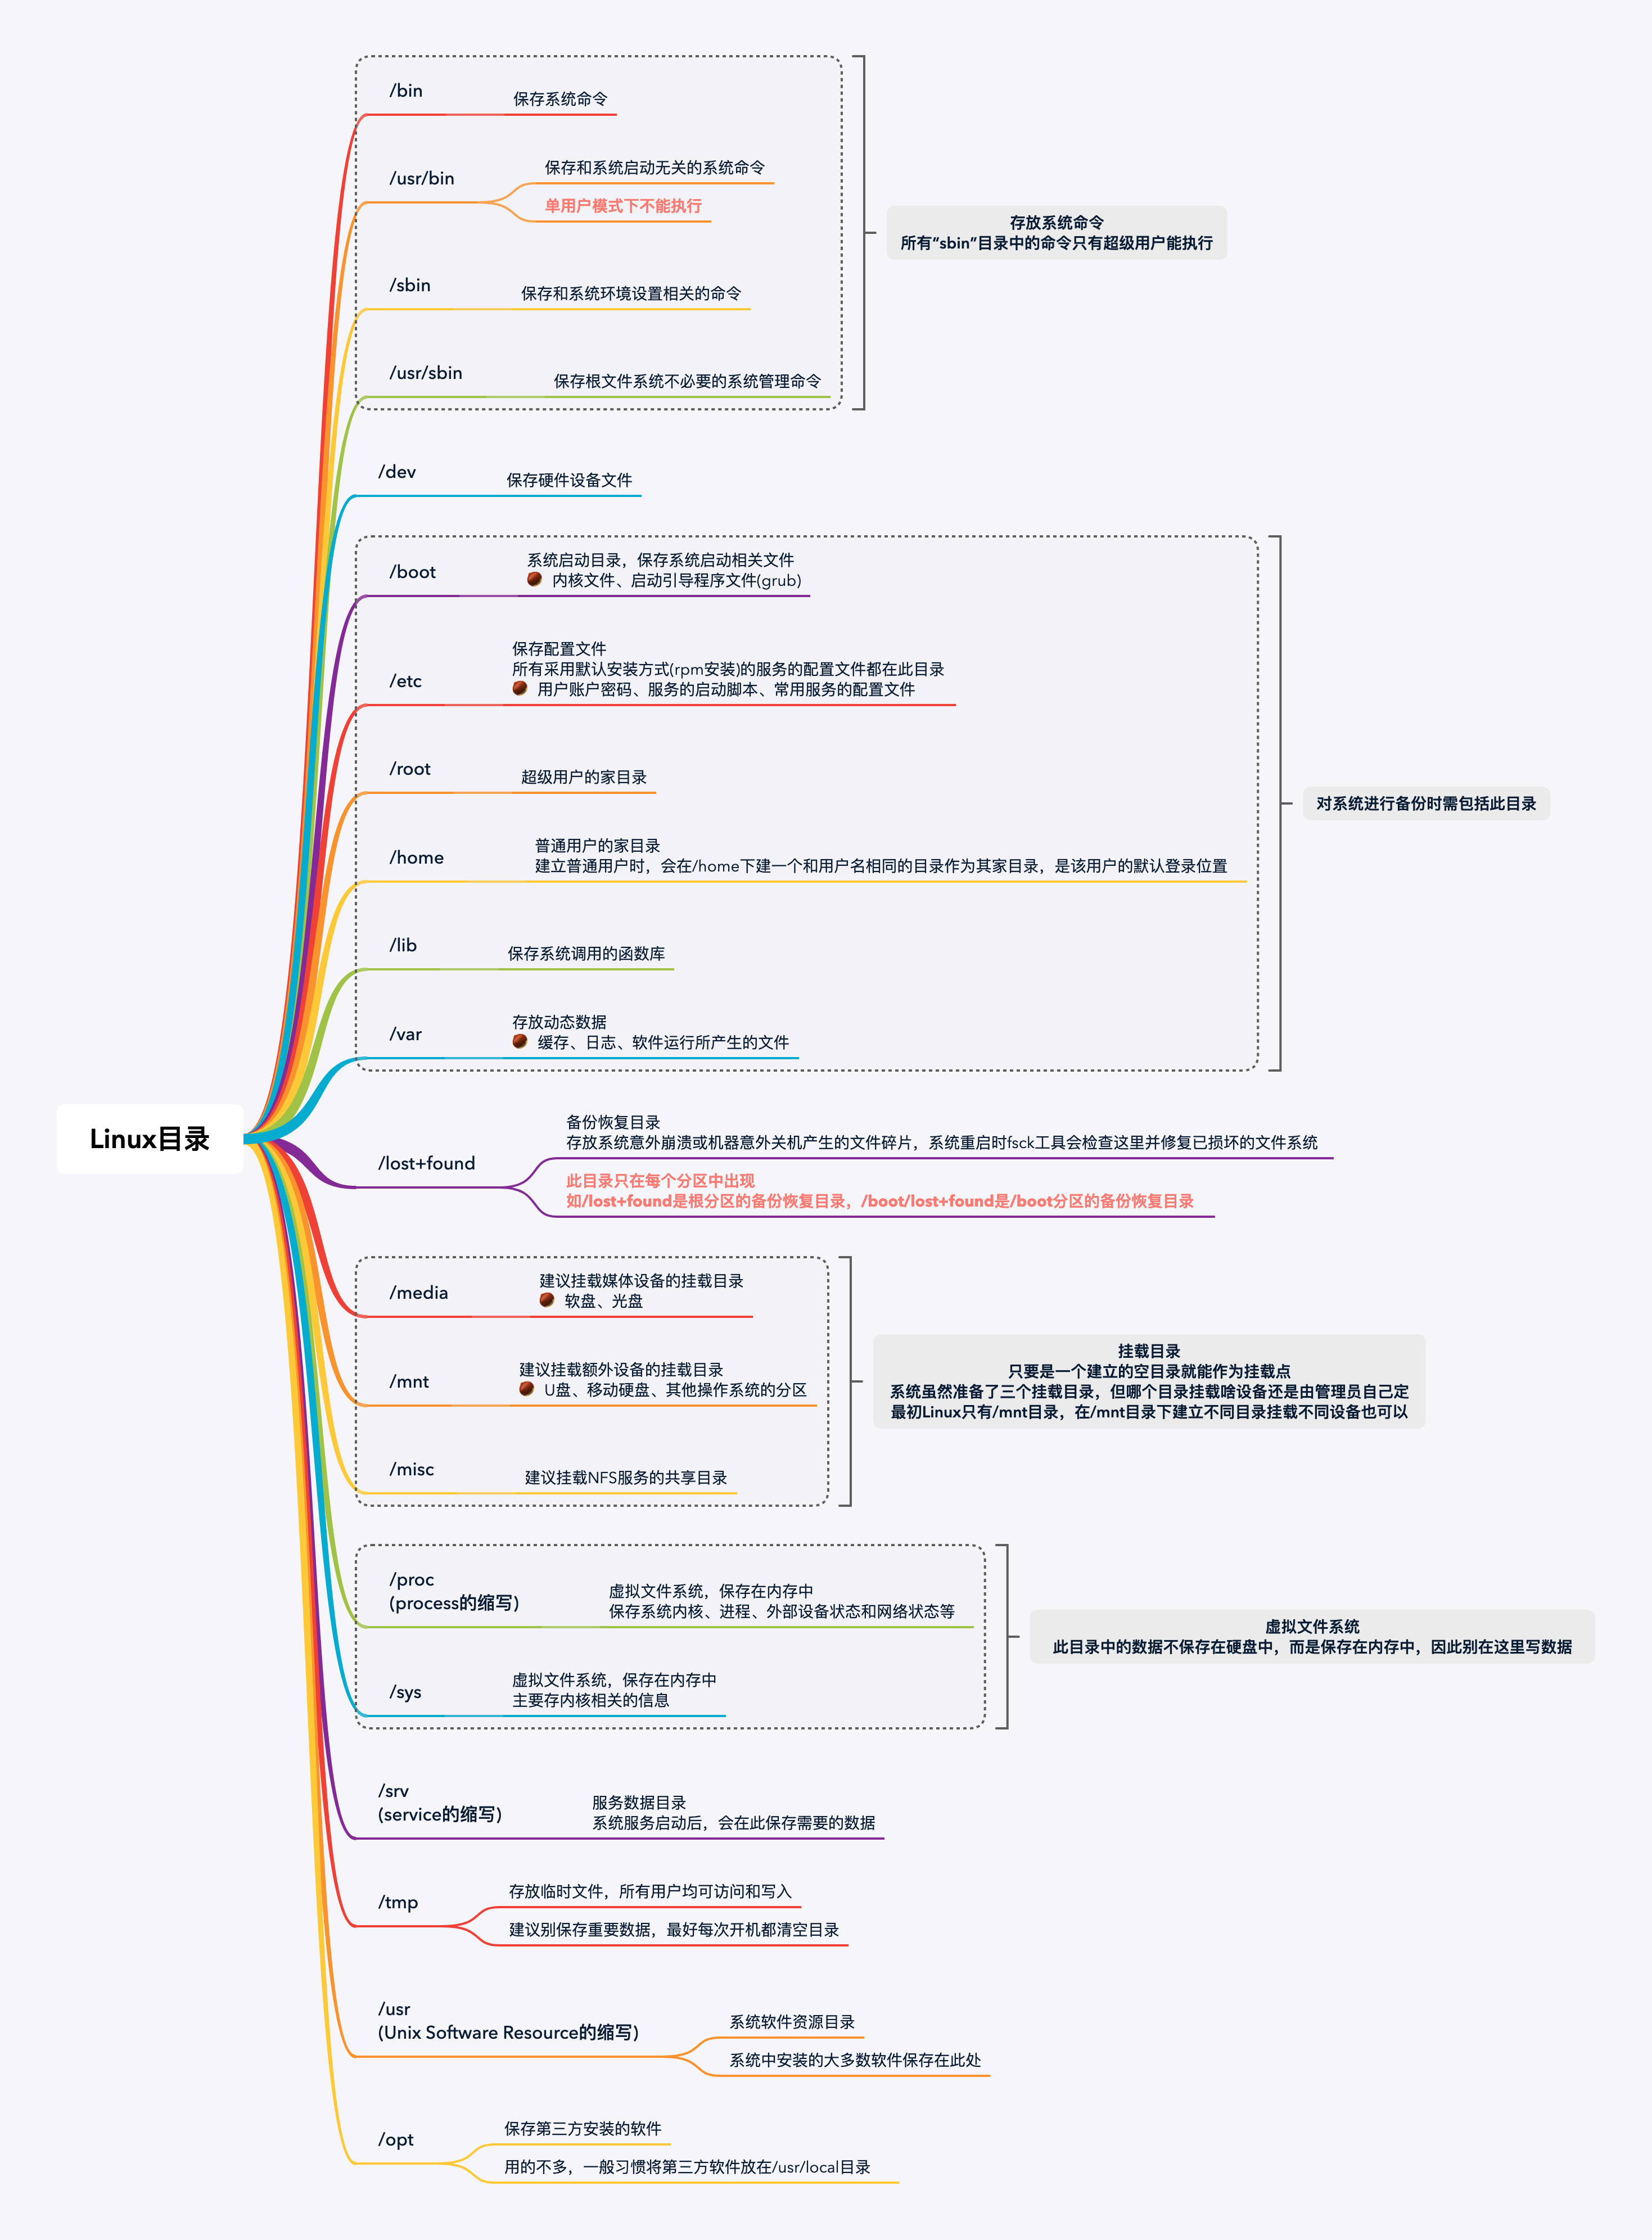 Linux目录
/bin
保存系统命令
/usr/bin
保存和系统启动无关的系统命令
单用户模式下不能执行
/sbin
保存和系统环境设置相关的命令
/usr/sbin
保存根文件系统不必要的系统管理命令
存放系统命令
所有“sbin”目录中的命令只有超级用户能执行
/dev
保存硬件设备文件
/boot
系统启动目录，保存系统启动相关文件
内核文件、启动引导程序文件(grub)
/etc
保存配置文件
所有采用默认安装方式(rpm安装)的服务的配置文件都在此目录
用户账户密码、服务的启动脚本、常用服务的配置文件
/root
超级用户的家目录
/home
普通用户的家目录
建立普通用户时，会在/home下建一个和用户名相同的目录作为其家目录，是该用户的默认登录位置
/lib
保存系统调用的函数库
/var
存放动态数据
缓存、日志、软件运行所产生的文件
对系统进行备份时需包括此目录
/lost+found
备份恢复目录
存放系统意外崩溃或机器意外关机产生的文件碎片，系统重启时fsck工具会检查这里并修复已损坏的文件系统
此目录只在每个分区中出现
如/lost+found是根分区的备份恢复目录，/boot/lost+found是/boot分区的备份恢复目录
/media
建议挂载媒体设备的挂载目录
软盘、光盘
/mnt
建议挂载额外设备的挂载目录
U盘、移动硬盘、其他操作系统的分区
/misc
建议挂载NFS服务的共享目录
挂载目录
只要是一个建立的空目录就能作为挂载点
系统虽然准备了三个挂载目录，但哪个目录挂载啥设备还是由管理员自己定
最初Linux只有/mnt目录，在/mnt目录下建立不同目录挂载不同设备也可以
/proc
(process的缩写)
虚拟文件系统，保存在内存中
保存系统内核、进程、外部设备状态和网络状态等
/sys
虚拟文件系统，保存在内存中
主要存内核相关的信息
虚拟文件系统
此目录中的数据不保存在硬盘中，而是保存在内存中，因此别在这里写数据
/srv
(service的缩写)
服务数据目录
系统服务启动后，会在此保存需要的数据
/tmp
存放临时文件，所有用户均可访问和写入
建议别保存重要数据，最好每次开机都清空目录
/usr
(Unix Software Resource的缩写)
系统软件资源目录
系统中安装的大多数软件保存在此处
/opt
保存第三方安装的软件
用的不多，一般习惯将第三方软件放在/usr/local目录